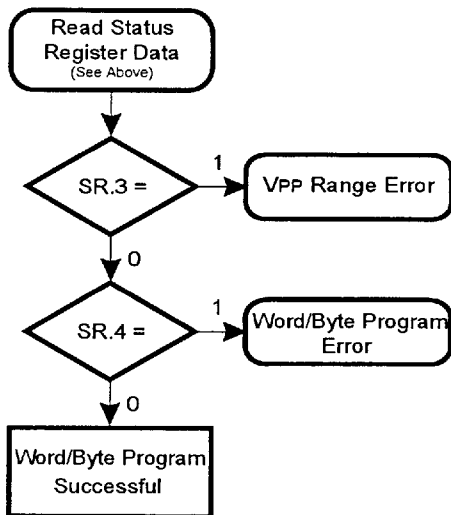 Read Status
Register Data
(See Above)
SR.3 =
1
VPP Range Error
0
SR.4 =
1
Word/Byte Program
Error
0
Word/Byte Program
Successful